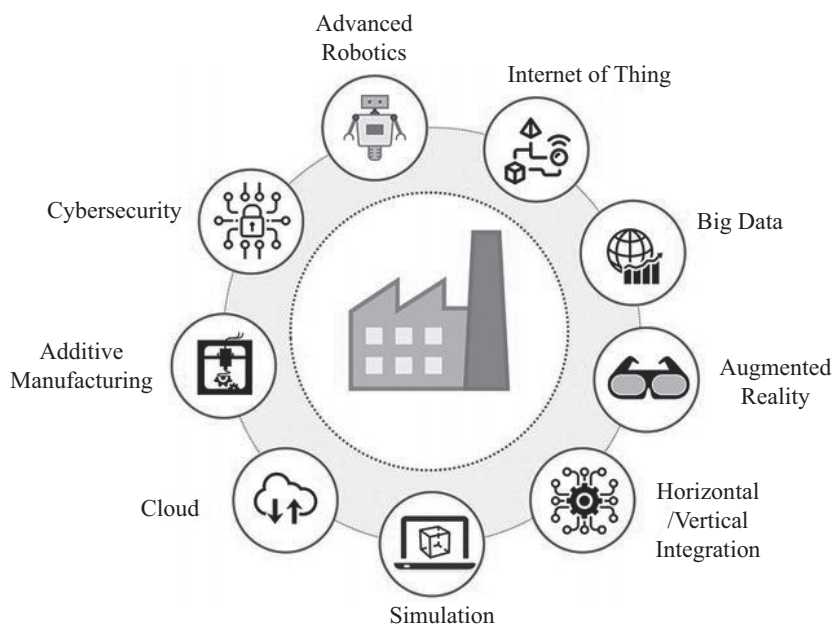 Advanced
Robotics
Internet of Thing
Cybersecurity
Big Data
Additive
Manufacturing
Augmented
Reality
Cloud
Horizontal
/Vertical
Integration
Simulation